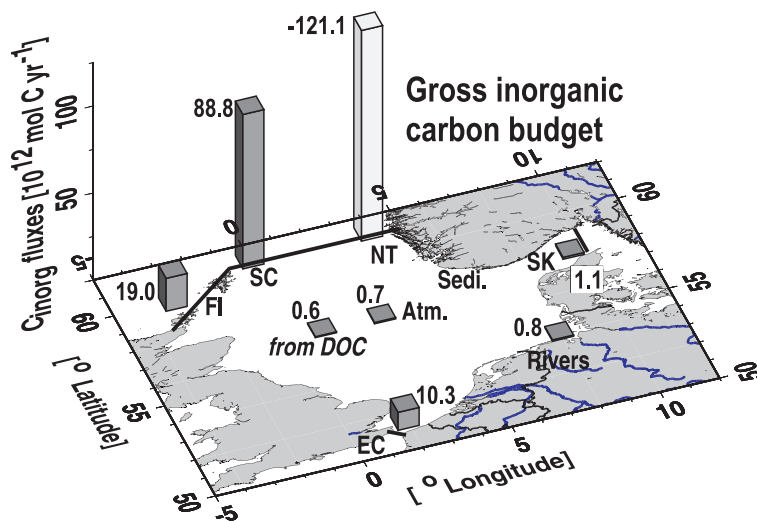 -121.1
C inorg fluxes [10¹² mol C yr⁻¹]
100
50
88.8
Gross inorganic
carbon budget
10
60
5
0
-5
SC
NT
Sedi.
SK
1.1
55
19.0
FI
60
0.6
from DOC
0.7
Atm.
0.8
Rivers
50
[ ° Latitude]
55
10.3
EC
10
5
0
[ ° Longitude]
50
-5